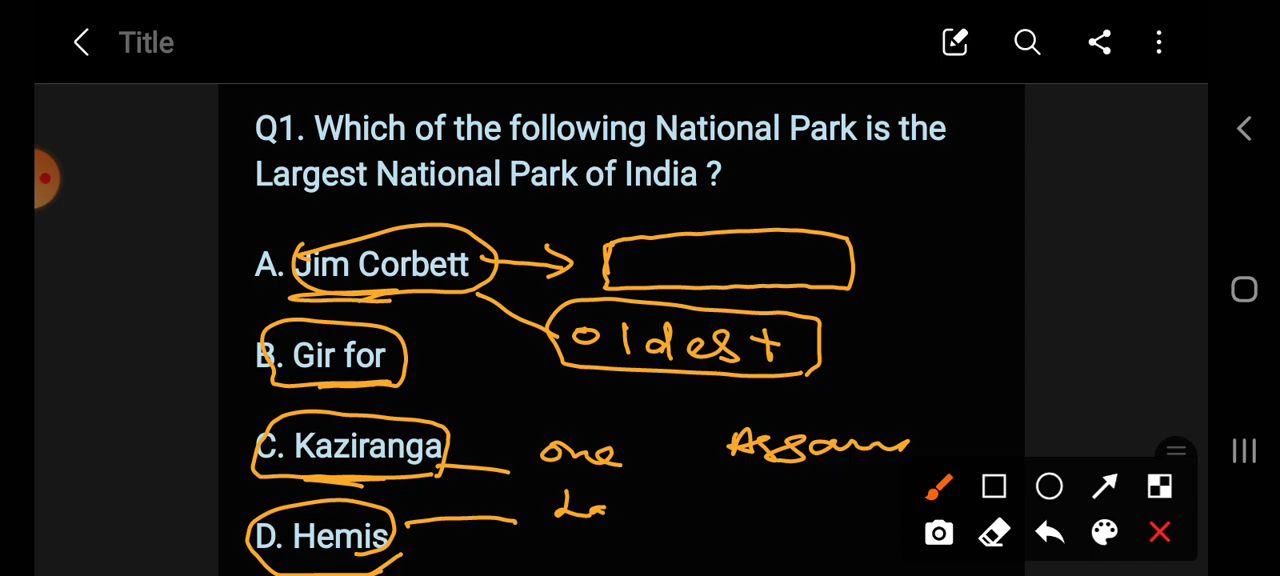 Title
Q1. Which of the following National Park is the
Largest National Park of India ?
A. Jim Corbett
oldest
B. Gir for
C. Kaziranga
one
Assam
D. Hemis